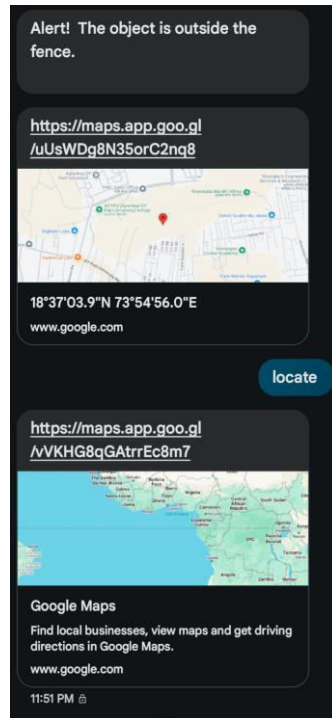 Alert! The object is outside the
fence.
https://maps.app.goo.gl
/uUsWDg8N35orC2nq8
18°37'03.9"N 73°54'56.0"E
www.google.com
locate
https://maps.app.goo.gl
/vVKHG8qGAtrrEc8m7
Google Maps
Find local businesses, view maps and get driving
directions in Google Maps.
www.google.com
11:51 PM